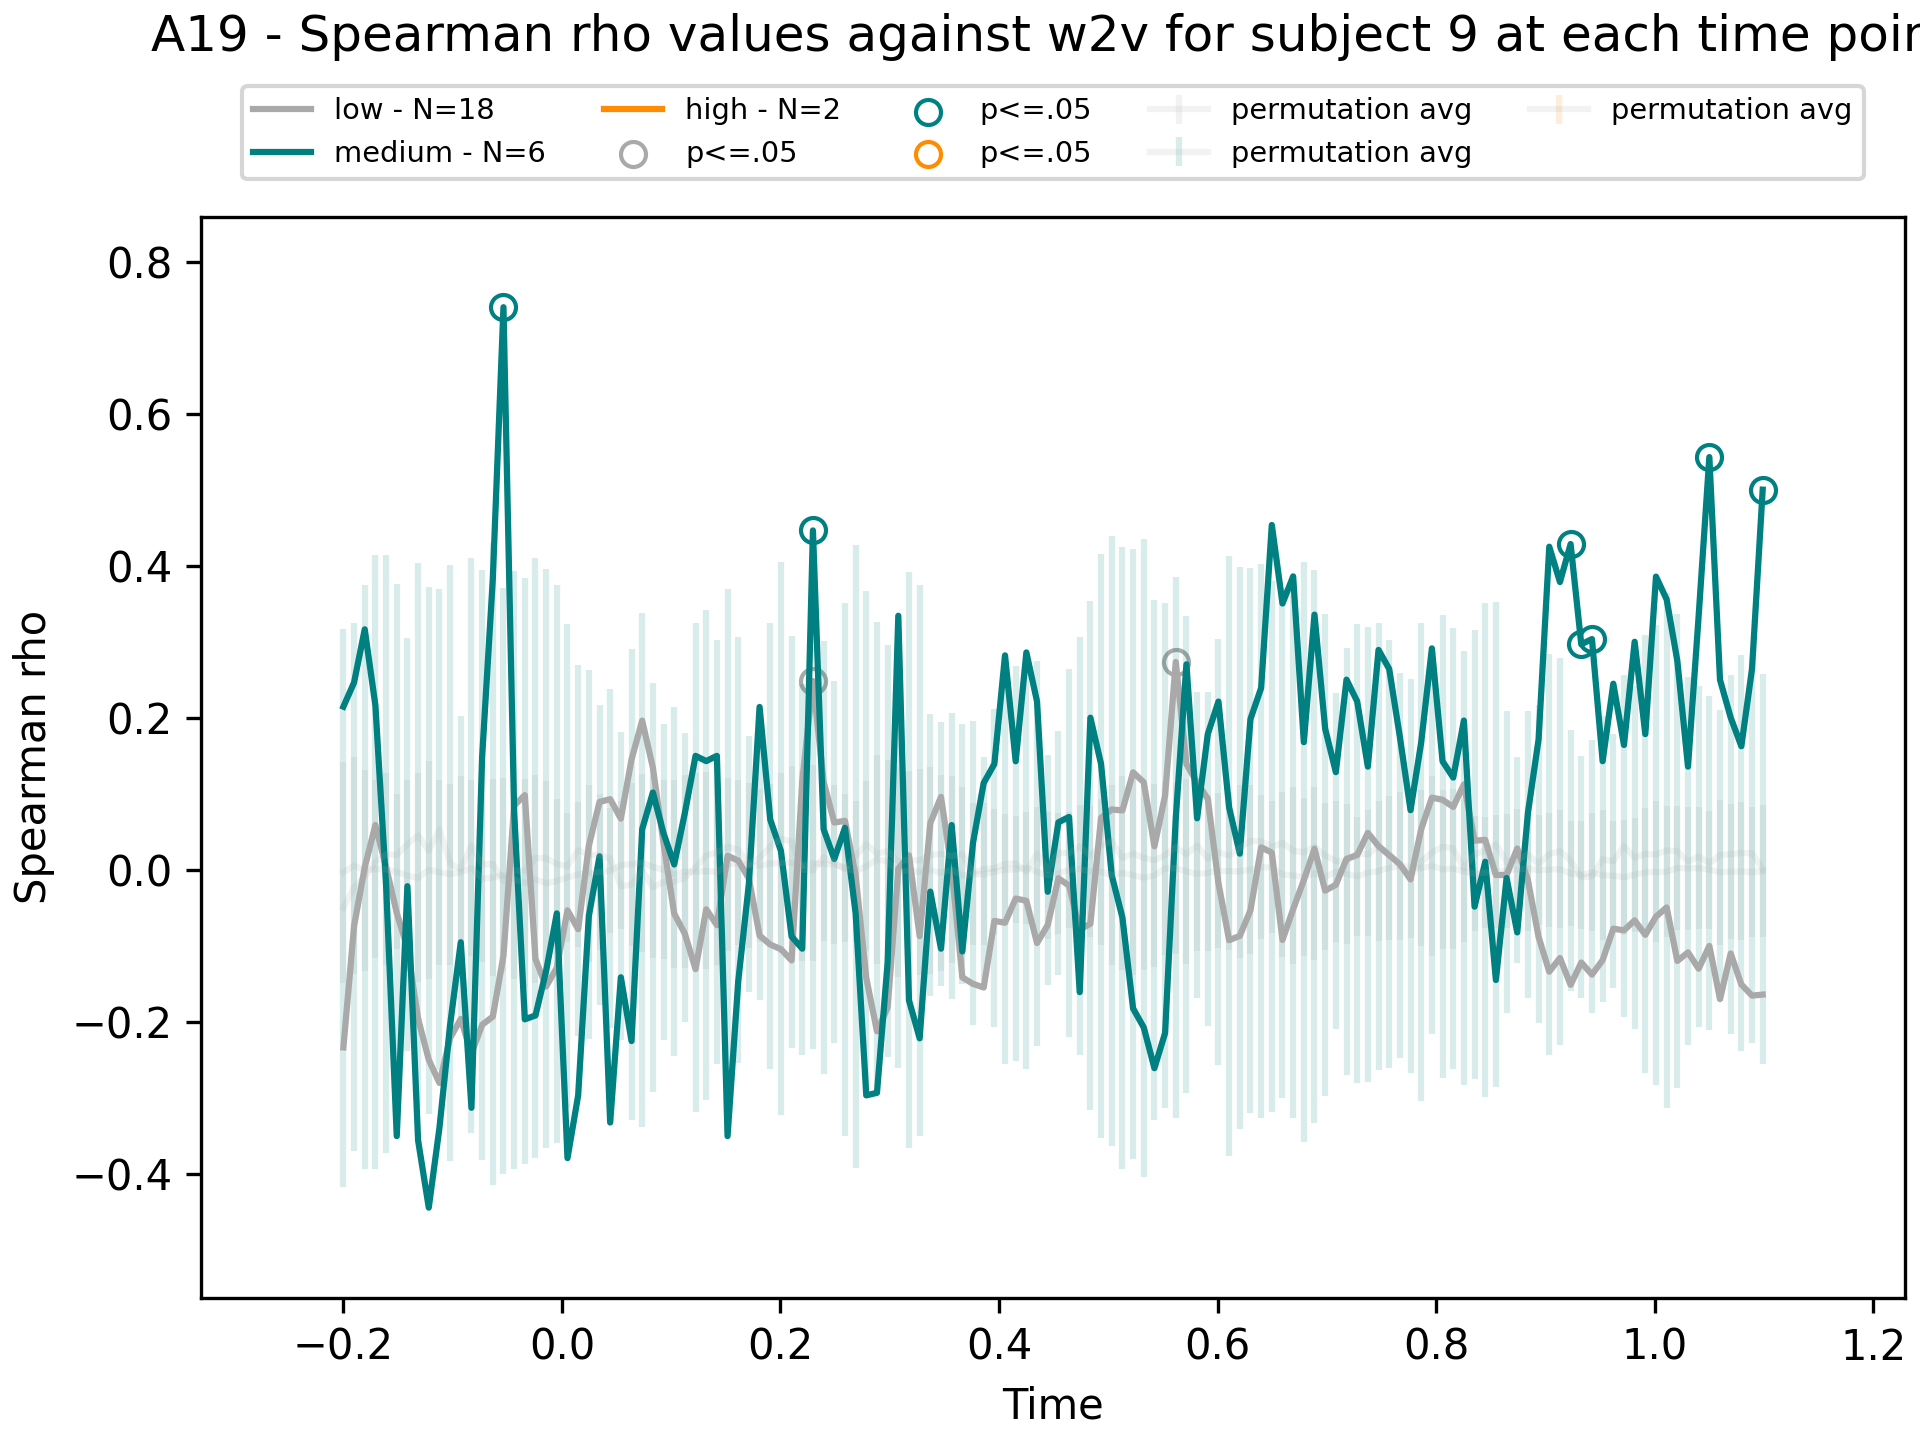 A19 - Spearman rho values against w2v for subject 9 at each time poin
low - N=18
medium - N=6
high - N=2
p<=.05
p<=.05
p<=.05
permutation avg
permutation avg
permutation avg
Spearman rho
0.8
0.6
0.4
0.2
0.0
−0.2
−0.4
−0.2 0.0 0.2 0.4 0.6 0.8 1.0 1.2
Time